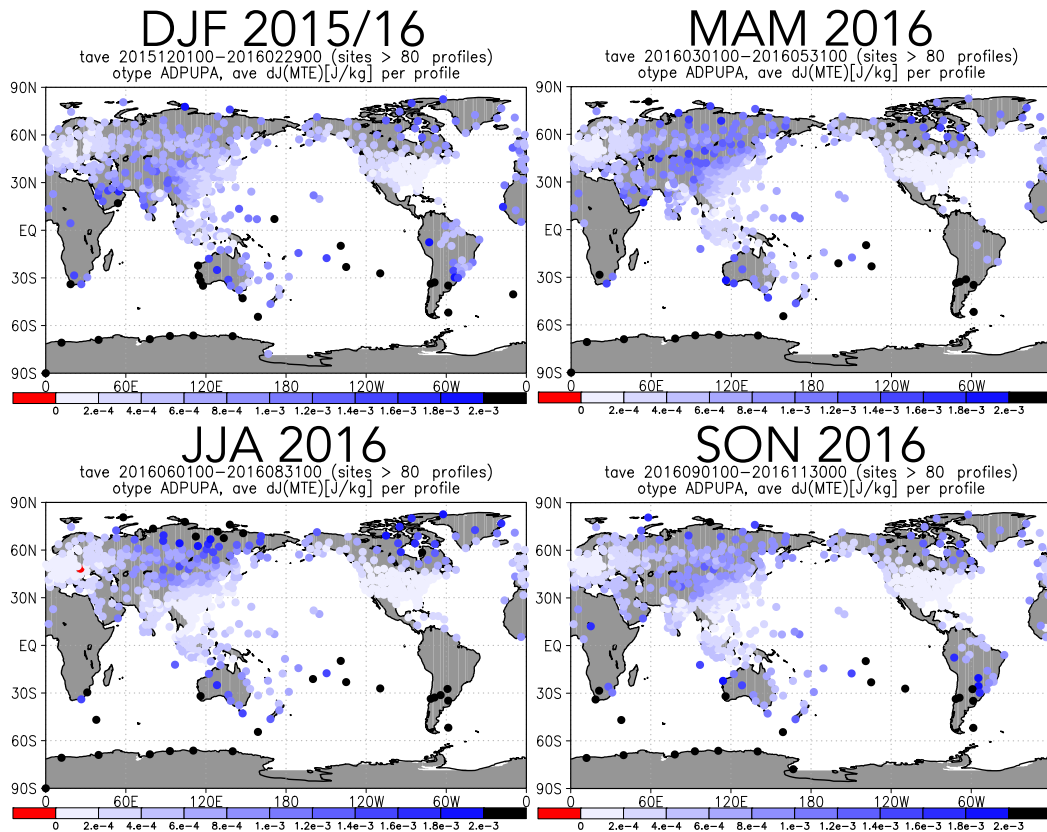 DJF 2015/16
tave 2015120100-2016022900 (sites > 80 profiles)
otype ADPUPA, ave dJ(MTE)[J/kg] per profile
90N
60N
30N
EQ
30S
60S
90S
60E 120E 180 120W 60W 0
0 2.e-4 4.e-4 6.e-4 8.e-4 1.e-3 1.2e-3 1.4e-3 1.6e-3 1.8e-3 2.e-3
MAM 2016
tave 2016030100-2016053100 (sites > 80 profiles)
otype ADPUPA, ave dJ(MTE)[J/kg] per profile
90N
60N
30N
EQ
30S
60S
90S
0 60E 120E 180 120W 60W
0 2.e-4 4.e-4 6.e-4 8.e-4 1.e-3 1.2e-3 1.4e-3 1.6e-3 1.8e-3 2.e-3
JJA 2016
tave 2016060100-2016083100 (sites > 80 profiles)
otype ADPUPA, ave dJ(MTE)[J/kg] per profile
90N
60N
30N
EQ
30S
60S
90S
0 60E 120E 180 120W 60W 0
0 2.e-4 4.e-4 6.e-4 8.e-4 1.e-3 1.2e-3 1.4e-3 1.6e-3 1.8e-3 2.e-3
SON 2016
tave 2016090100-2016113000 (sites > 80 profiles)
otype ADPUPA, ave dJ(MTE)[J/kg] per profile
90N
60N
30N
EQ
30S
60S
90S
0 60E 120E 180 120W 60W
0 2.e-4 4.e-4 6.e-4 8.e-4 1.e-3 1.2e-3 1.4e-3 1.6e-3 1.8e-3 2.e-3